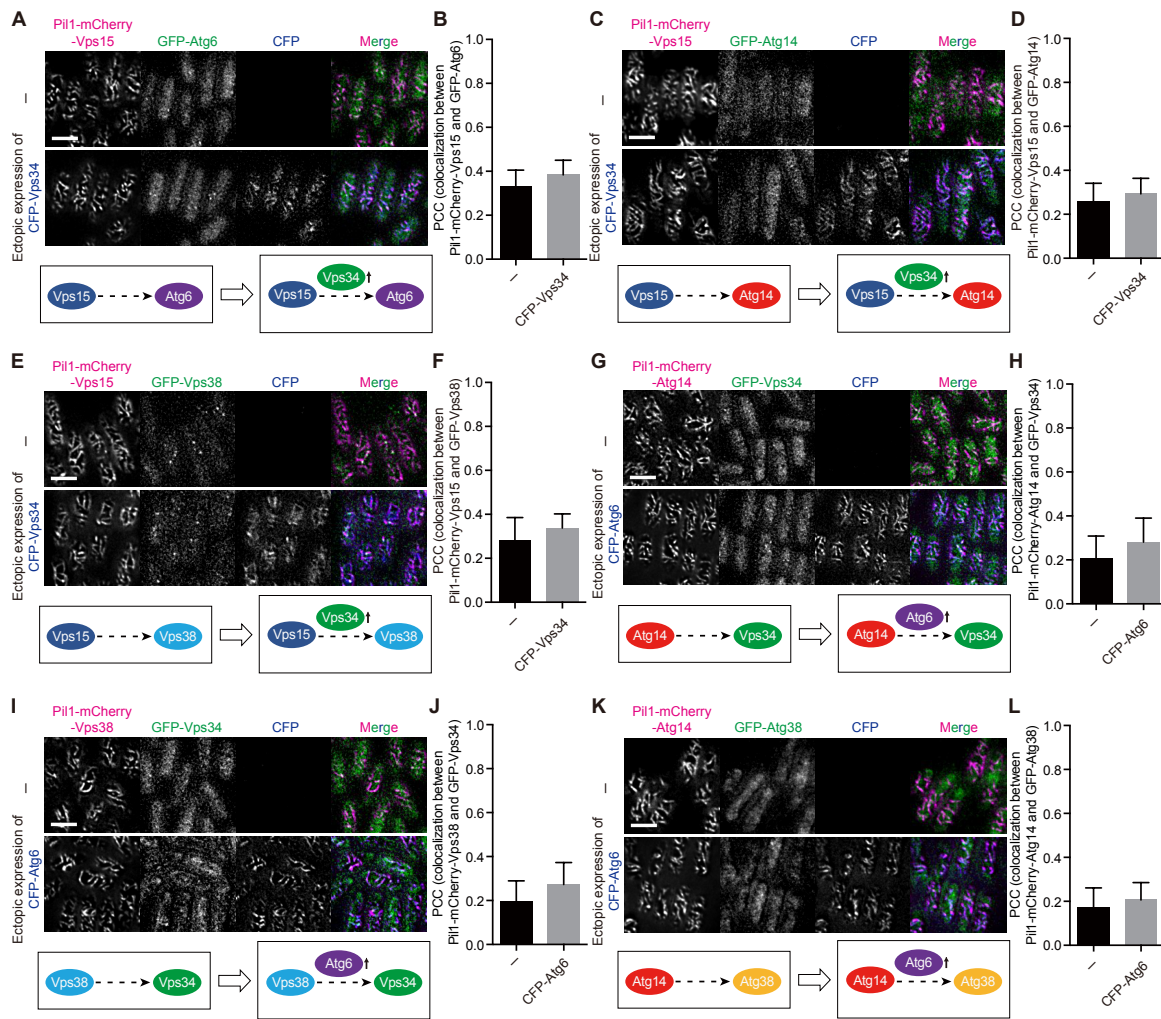 A
Pil1-mCherry
-Vps15 GFP-Atg6 CFP Merge
–
Ectopic expression of
CFP-Vps34
Vps15 Atg6
Vps15 Vps34 Atg6
B
PCC (colocalization between
Pil1-mCherry-Vps15 and GFP-Atg6)
1.0
0.8
0.6
0.4
0.2
0.0
–
CFP-Vps34
C
Pil1-mCherry
-Vps15 GFP-Atg14 CFP Merge
–
Ectopic expression of
CFP-Vps34
Vps15 Atg14
Vps15 Vps34 Atg14
D
PCC (colocalization between
Pil1-mCherry-Vps15 and GFP-Atg14)
1.0
0.8
0.6
0.4
0.2
0.0
–
CFP-Vps34
E
Pil1-mCherry
-Vps15 GFP-Vps38 CFP Merge
–
Ectopic expression of
CFP-Vps34
Vps15 Vps38
Vps15 Vps34 Vps38
F
PCC (colocalization between
Pil1-mCherry-Vps15 and GFP-Vps38)
1.0
0.8
0.6
0.4
0.2
0.0
–
CFP-Vps34
G
Pil1-mCherry
-Atg14 GFP-Vps34 CFP Merge
–
Ectopic expression of
CFP-Atg6
Atg14 Vps34
Atg14 Atg6 Vps34
H
PCC (colocalization between
Pil1-mCherry-Atg14 and GFP-Vps34)
1.0
0.8
0.6
0.4
0.2
0.0
–
CFP-Atg6
I
Pil1-mCherry
-Vps38 GFP-Vps34 CFP Merge
–
Ectopic expression of
CFP-Atg6
Vps38 Vps34
Vps38 Atg6 Vps34
J
PCC (colocalization between
Pil1-mCherry-Vps38 and GFP-Vps34)
1.0
0.8
0.6
0.4
0.2
0.0
–
CFP-Atg6
K
Pil1-mCherry
-Atg14 GFP-Atg38 CFP Merge
–
Ectopic expression of
CFP-Atg6
Atg14 Atg38
Atg14 Atg6 Atg38
L
PCC (colocalization between
Pil1-mCherry-Atg14 and GFP-Atg38)
1.0
0.8
0.6
0.4
0.2
0.0
–
CFP-Atg6